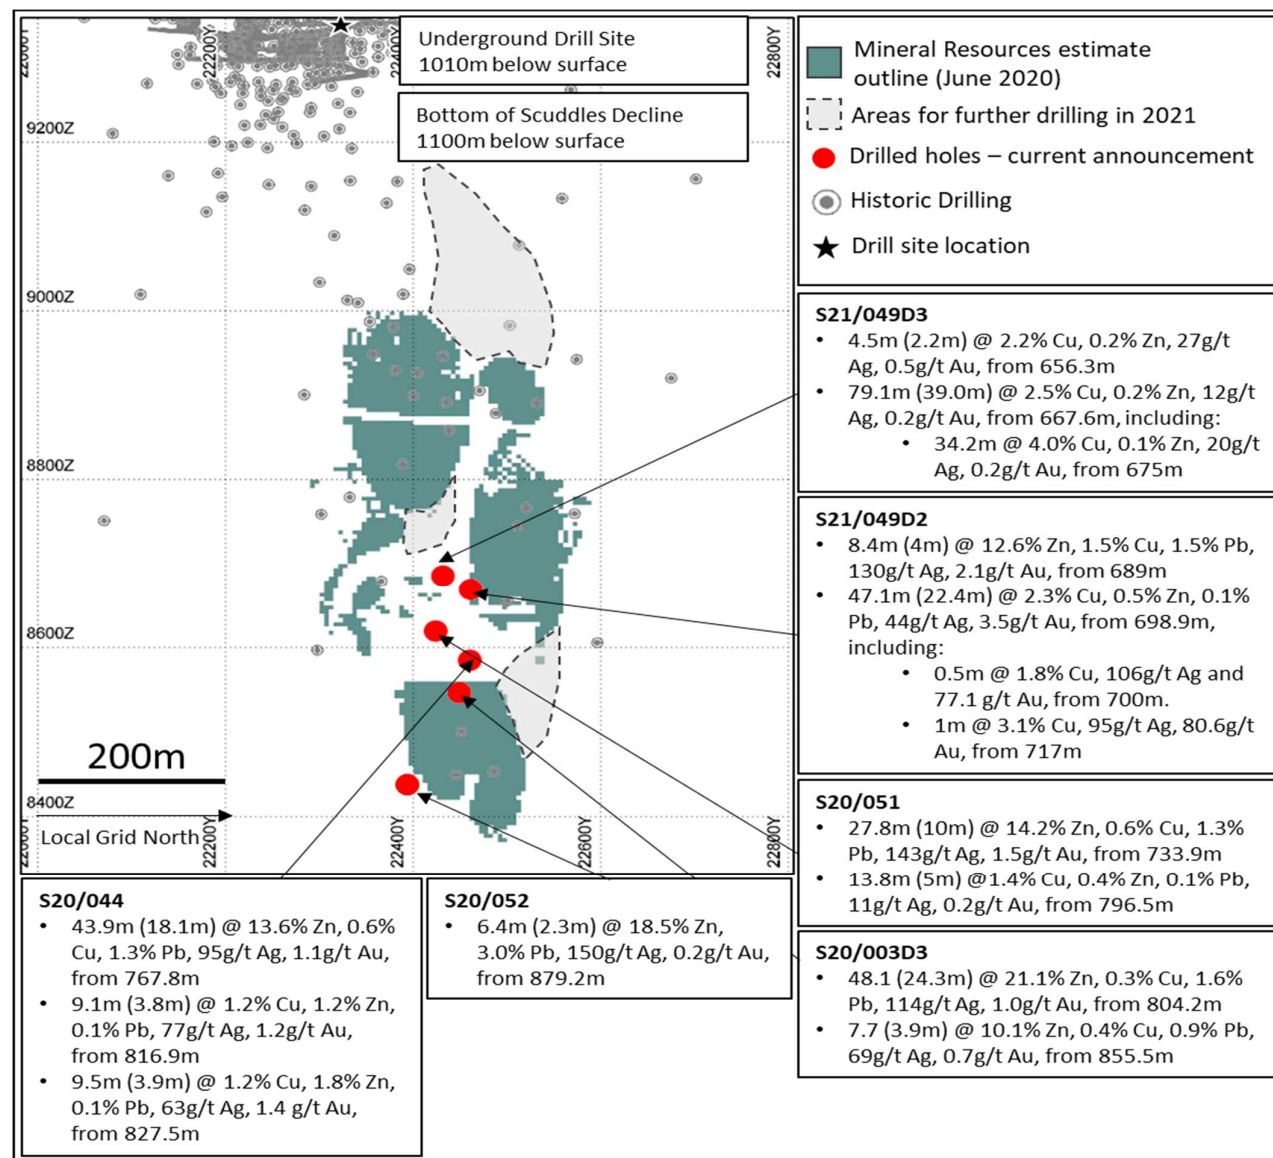 Underground Drill Site
1010m below surface
Bottom of Scuddles Decline
1100m below surface
22200Y
22800Y
9200Z
9000Z
8800Z
8600Z
8400Z
200m
Local Grid North
22200Y
22400Y
22600Y
22800Y
Mineral Resources estimate
outline (June 2020)
Areas for further drilling in 2021
Drilled holes – current announcement
Historic Drilling
Drill site location
S21/049D3
• 4.5m (2.2m) @ 2.2% Cu, 0.2% Zn, 27g/t
Ag, 0.5g/t Au, from 656.3m
• 79.1m (39.0m) @ 2.5% Cu, 0.2% Zn, 12g/t
Ag, 0.2g/t Au, from 667.6m, including:
• 34.2m @ 4.0% Cu, 0.1% Zn, 20g/t
Ag, 0.2g/t Au, from 675m
S21/049D2
• 8.4m (4m) @ 12.6% Zn, 1.5% Cu, 1.5% Pb,
130g/t Ag, 2.1g/t Au, from 689m
• 47.1m (22.4m) @ 2.3% Cu, 0.5% Zn, 0.1%
Pb, 44g/t Ag, 3.5g/t Au, from 698.9m,
including:
• 0.5m @ 1.8% Cu, 106g/t Ag and
77.1 g/t Au, from 700m.
• 1m @ 3.1% Cu, 95g/t Ag, 80.6g/t
Au, from 717m
S20/051
• 27.8m (10m) @ 14.2% Zn, 0.6% Cu, 1.3%
Pb, 143g/t Ag, 1.5g/t Au, from 733.9m
• 13.8m (5m) @1.4% Cu, 0.4% Zn, 0.1% Pb,
11g/t Ag, 0.2g/t Au, from 796.5m
S20/003D3
• 48.1 (24.3m) @ 21.1% Zn, 0.3% Cu, 1.6%
Pb, 114g/t Ag, 1.0g/t Au, from 804.2m
• 7.7 (3.9m) @ 10.1% Zn, 0.4% Cu, 0.9% Pb,
69g/t Ag, 0.7g/t Au, from 855.5m
S20/044
• 43.9m (18.1m) @ 13.6% Zn, 0.6%
Cu, 1.3% Pb, 95g/t Ag, 1.1g/t Au,
from 767.8m
• 9.1m (3.8m) @ 1.2% Cu, 1.2% Zn,
0.1% Pb, 77g/t Ag, 1.2g/t Au,
from 816.9m
• 9.5m (3.9m) @ 1.2% Cu, 1.8% Zn,
0.1% Pb, 63g/t Ag, 1.4 g/t Au,
from 827.5m
S20/052
• 6.4m (2.3m) @ 18.5% Zn,
3.0% Pb, 150g/t Ag, 0.2g/t Au,
from 879.2m